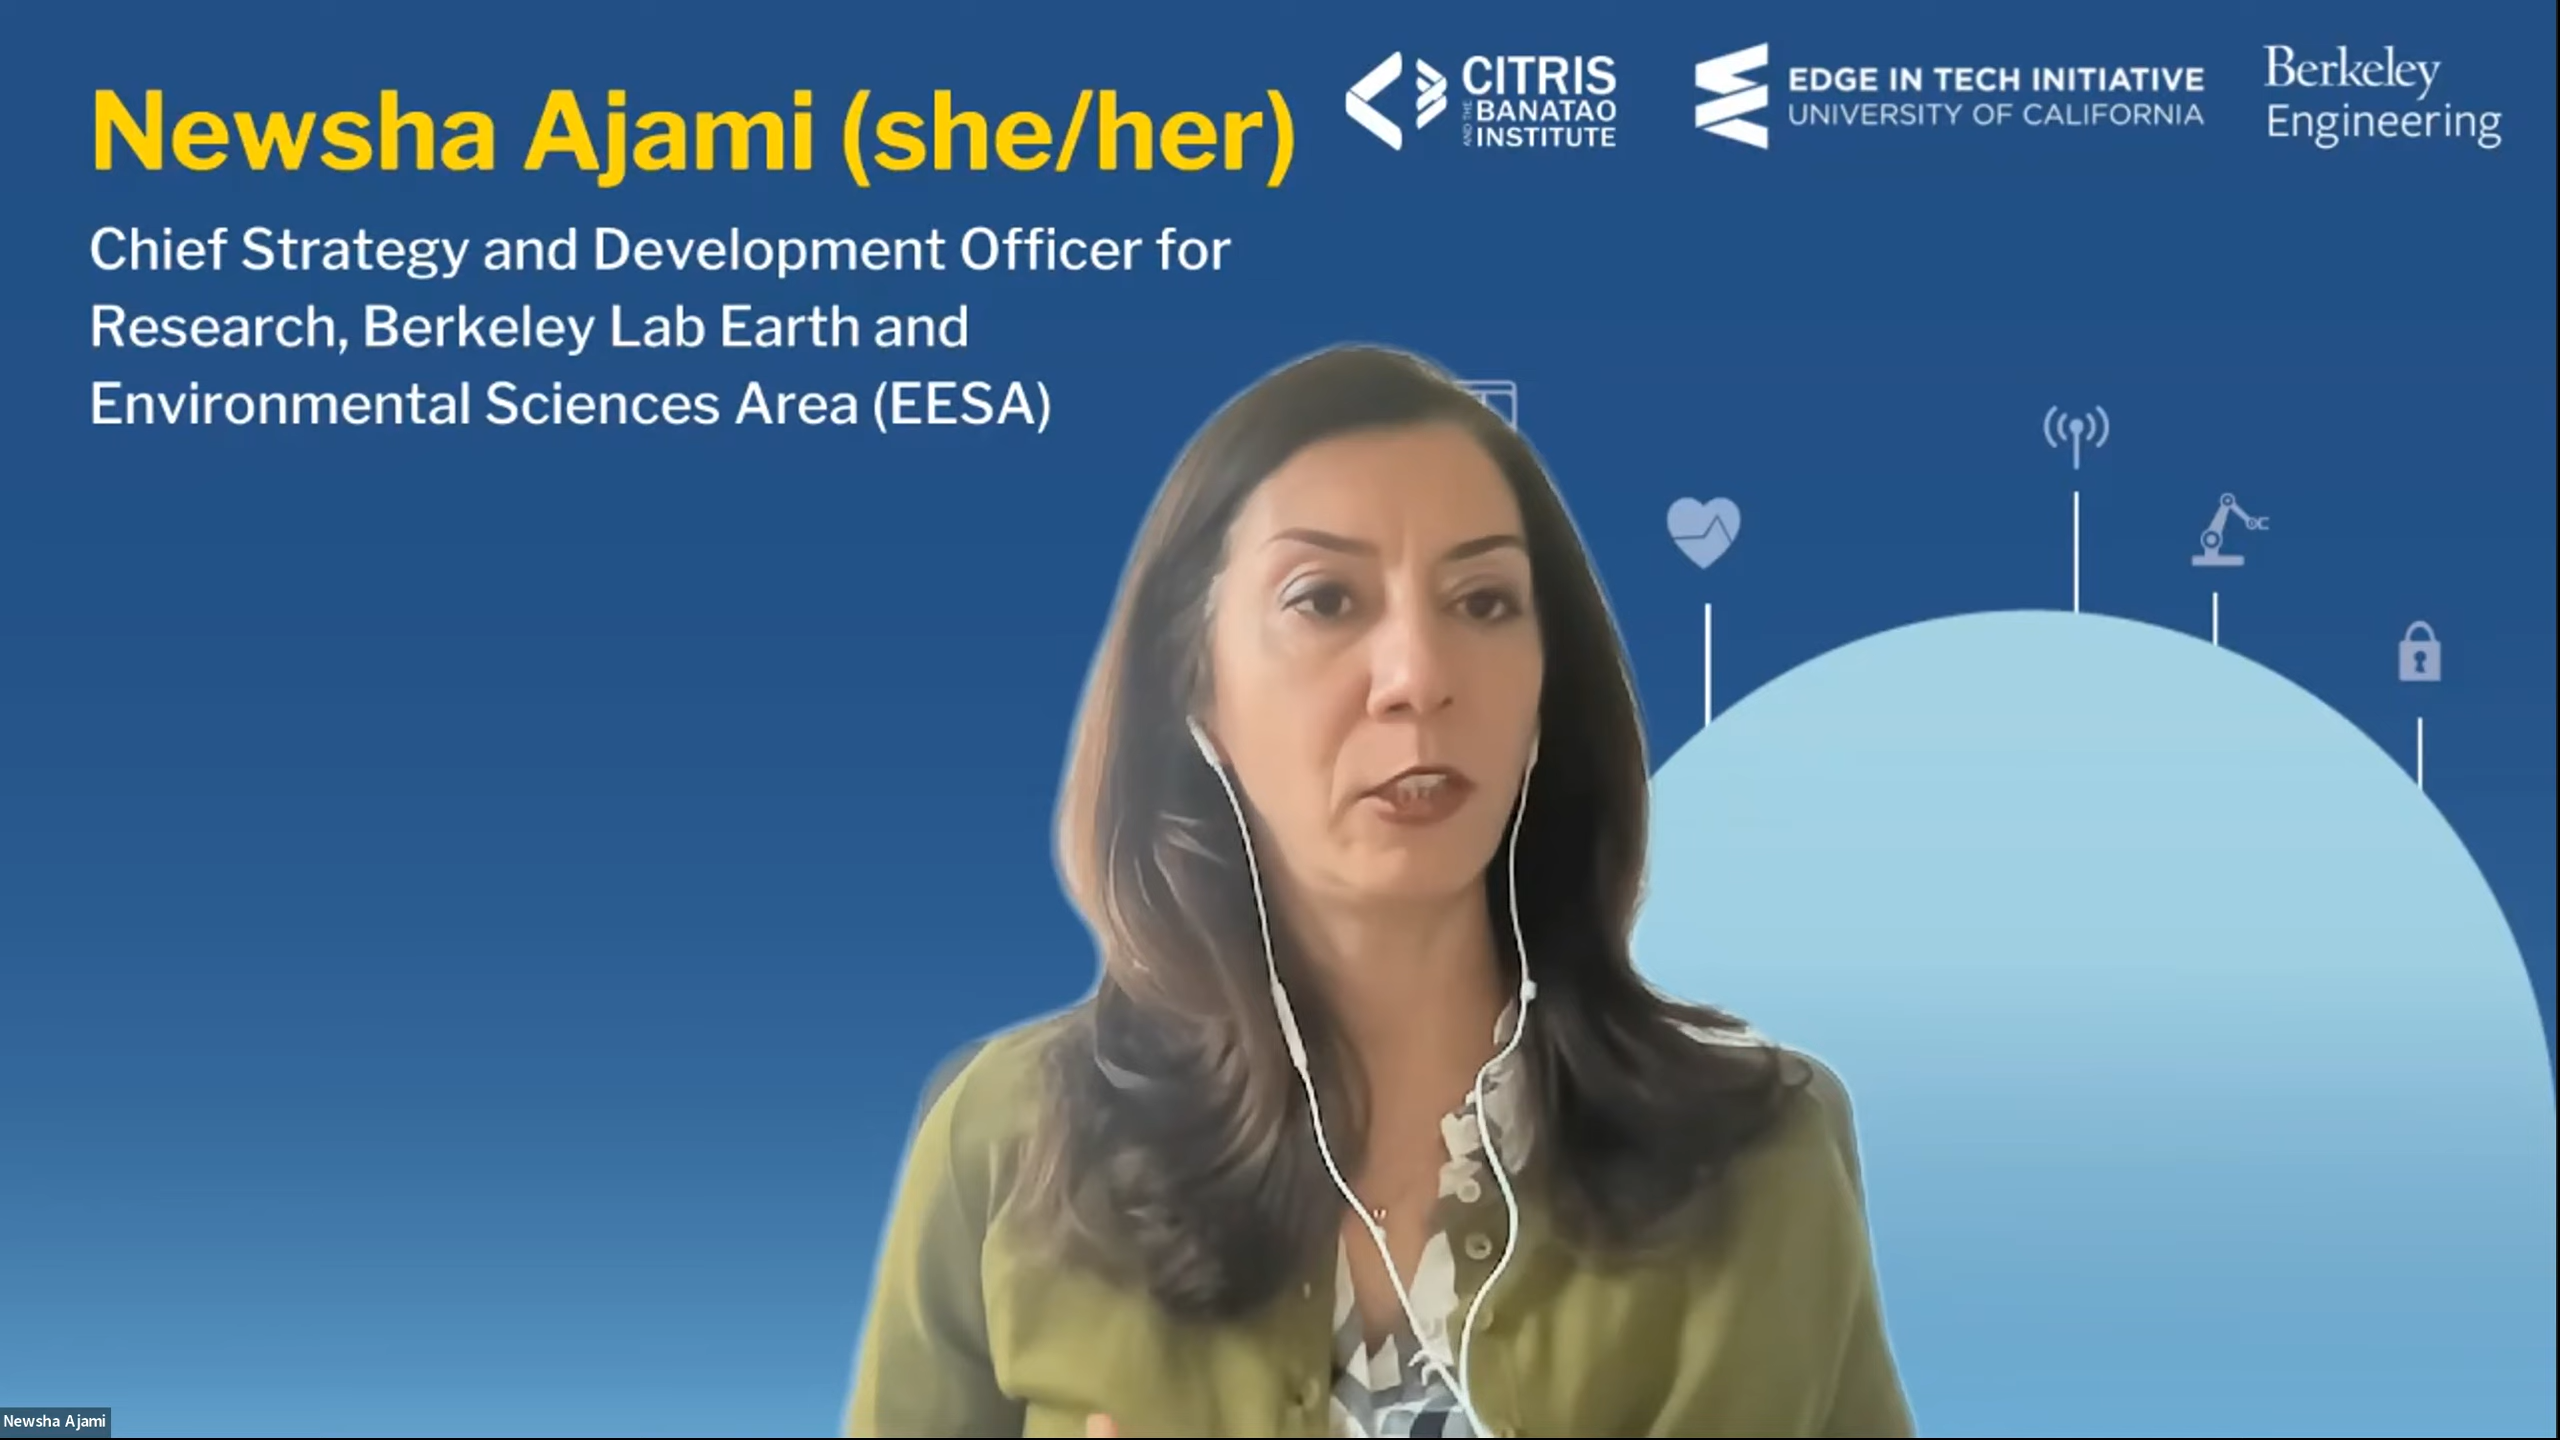 Newsha Ajami (she/her)
Chief Strategy and Development Officer for
Research, Berkeley Lab Earth and
Environmental Sciences Area (EESA)
CITRIS
AND THE
BANATAO
INSTITUTE
EDGE IN TECH INITIATIVE
UNIVERSITY OF CALIFORNIA
Berkeley
Engineering
Newsha Ajami